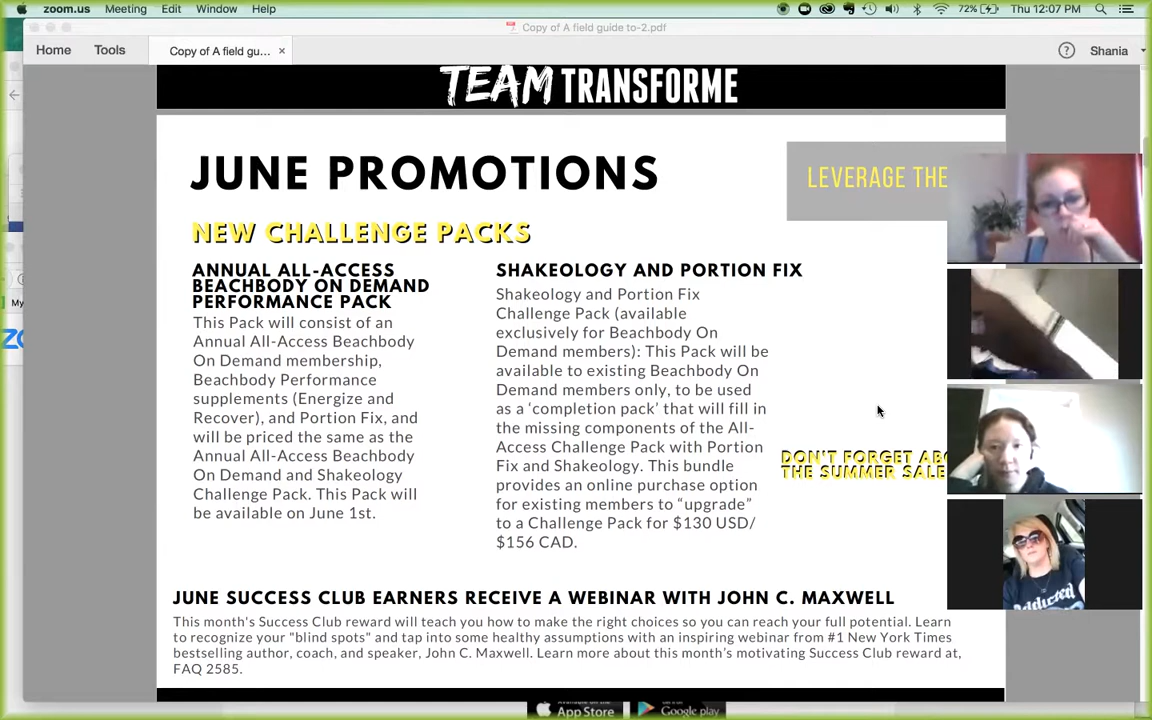 zoom.us Meeting Edit Window Help
72% Thu 12:07 PM
Copy of A field guide to-2.pdf
Home Tools Copy of A field gu... × ? Shania
TEAM TRANSFORME
JUNE PROMOTIONS
LEVERAGE THE
NEW CHALLENGE PACKS
ANNUAL ALL-ACCESS
BEACHBODY ON DEMAND
PERFORMANCE PACK
This Pack will consist of an
Annual All-Access Beachbody
On Demand membership,
Beachbody Performance
supplements (Energize and
Recover), and Portion Fix, and
will be priced the same as the
Annual All-Access Beachbody
On Demand and Shakeology
Challenge Pack. This Pack will
be available on June 1st.
SHAKEOLOGY AND PORTION FIX
Shakeology and Portion Fix
Challenge Pack (available
exclusively for Beachbody On
Demand members): This Pack will be
available to existing Beachbody On
Demand members only, to be used
as a ‘completion pack’ that will fill in
the missing components of the All-
Access Challenge Pack with Portion
Fix and Shakeology. This bundle
provides an online purchase option
for existing members to “upgrade”
to a Challenge Pack for $130 USD/
$156 CAD.
DON'T FORGET AB
THE SUMMER SALE
Addicted
JUNE SUCCESS CLUB EARNERS RECEIVE A WEBINAR WITH JOHN C. MAXWELL
This month's Success Club reward will teach you how to make the right choices so you can reach your full potential. Learn
to recognize your "blind spots" and tap into some healthy assumptions with an inspiring webinar from #1 New York Times
bestselling author, coach, and speaker, John C. Maxwell. Learn more about this month’s motivating Success Club reward at,
FAQ 2585.
My
App Store
Google play